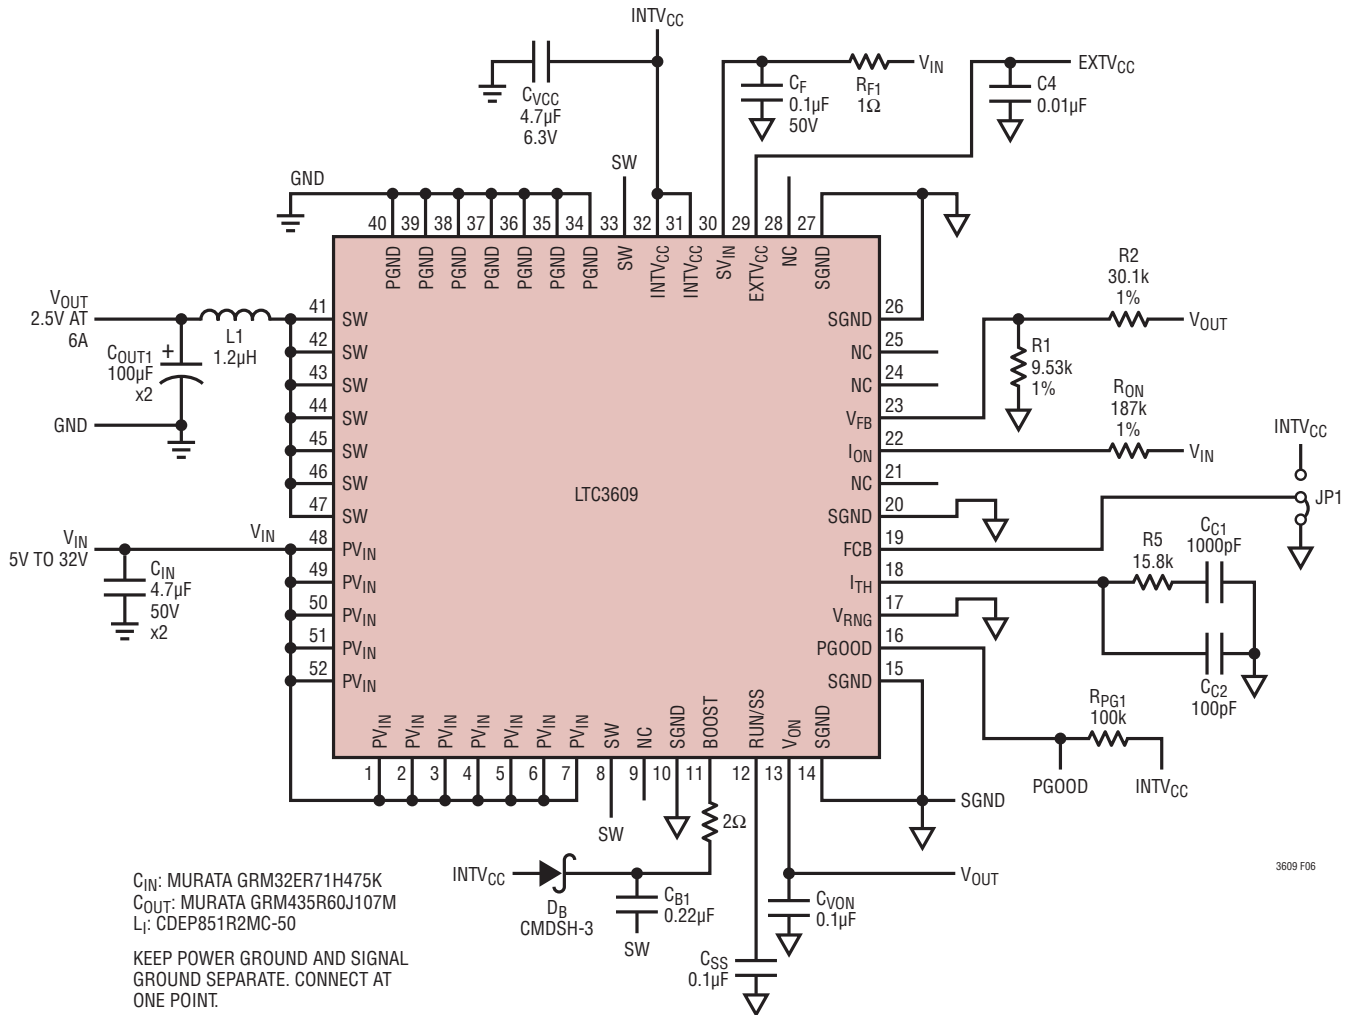 INTVCC
CVCC
4.7µF
6.3V
CF
0.1µF
50V
RF1
1Ω
VIN
EXTVCC
C4
0.01µF
GND
SW
40 39 38 37 36 35 34 33 32 31 30 29 28 27
PGND PGND PGND PGND PGND PGND PGND SW INTVCC INTVCC SVIN EXTVCC NC SGND
VOUT
2.5V AT
6A
COUT1
+
100µF
x2
GND
L1
1.2µH
41 SW
42 SW
43 SW
44 SW
45 SW
46 SW
47 SW
48 PVIN
49 PVIN
50 PVIN
51 PVIN
52 PVIN
VIN
5V TO 32V
VIN
CIN
4.7µF
50V
x2
LTC3609
SGND 26
NC 25
NC 24
VFB 23
ION 22
NC 21
SGND 20
FCB 19
ITH 18
VRNG 17
PGOOD 16
SGND 15
R2
30.1k
1%
VOUT
R1
9.53k
1%
RON
187k
1%
VIN
INTVCC
JP1
R5
15.8k
CC1
1000pF
CC2
100pF
RPG1
100k
PGOOD
INTVCC
PVIN PVIN PVIN PVIN PVIN PVIN PVIN SW NC SGND BOOST RUN/SS VON SGND
1 2 3 4 5 6 7 8 9 10 11 12 13 14
SW
2Ω
SGND
INTVCC
DB
CMDSH-3
CB1
0.22µF
SW
VOUT
CVON
0.1µF
CSS
0.1µF
3609 F06
CIN: MURATA GRM32ER71H475K
COUT: MURATA GRM435R60J107M
LI: CDEP851R2MC-50
KEEP POWER GROUND AND SIGNAL
GROUND SEPARATE. CONNECT AT
ONE POINT.